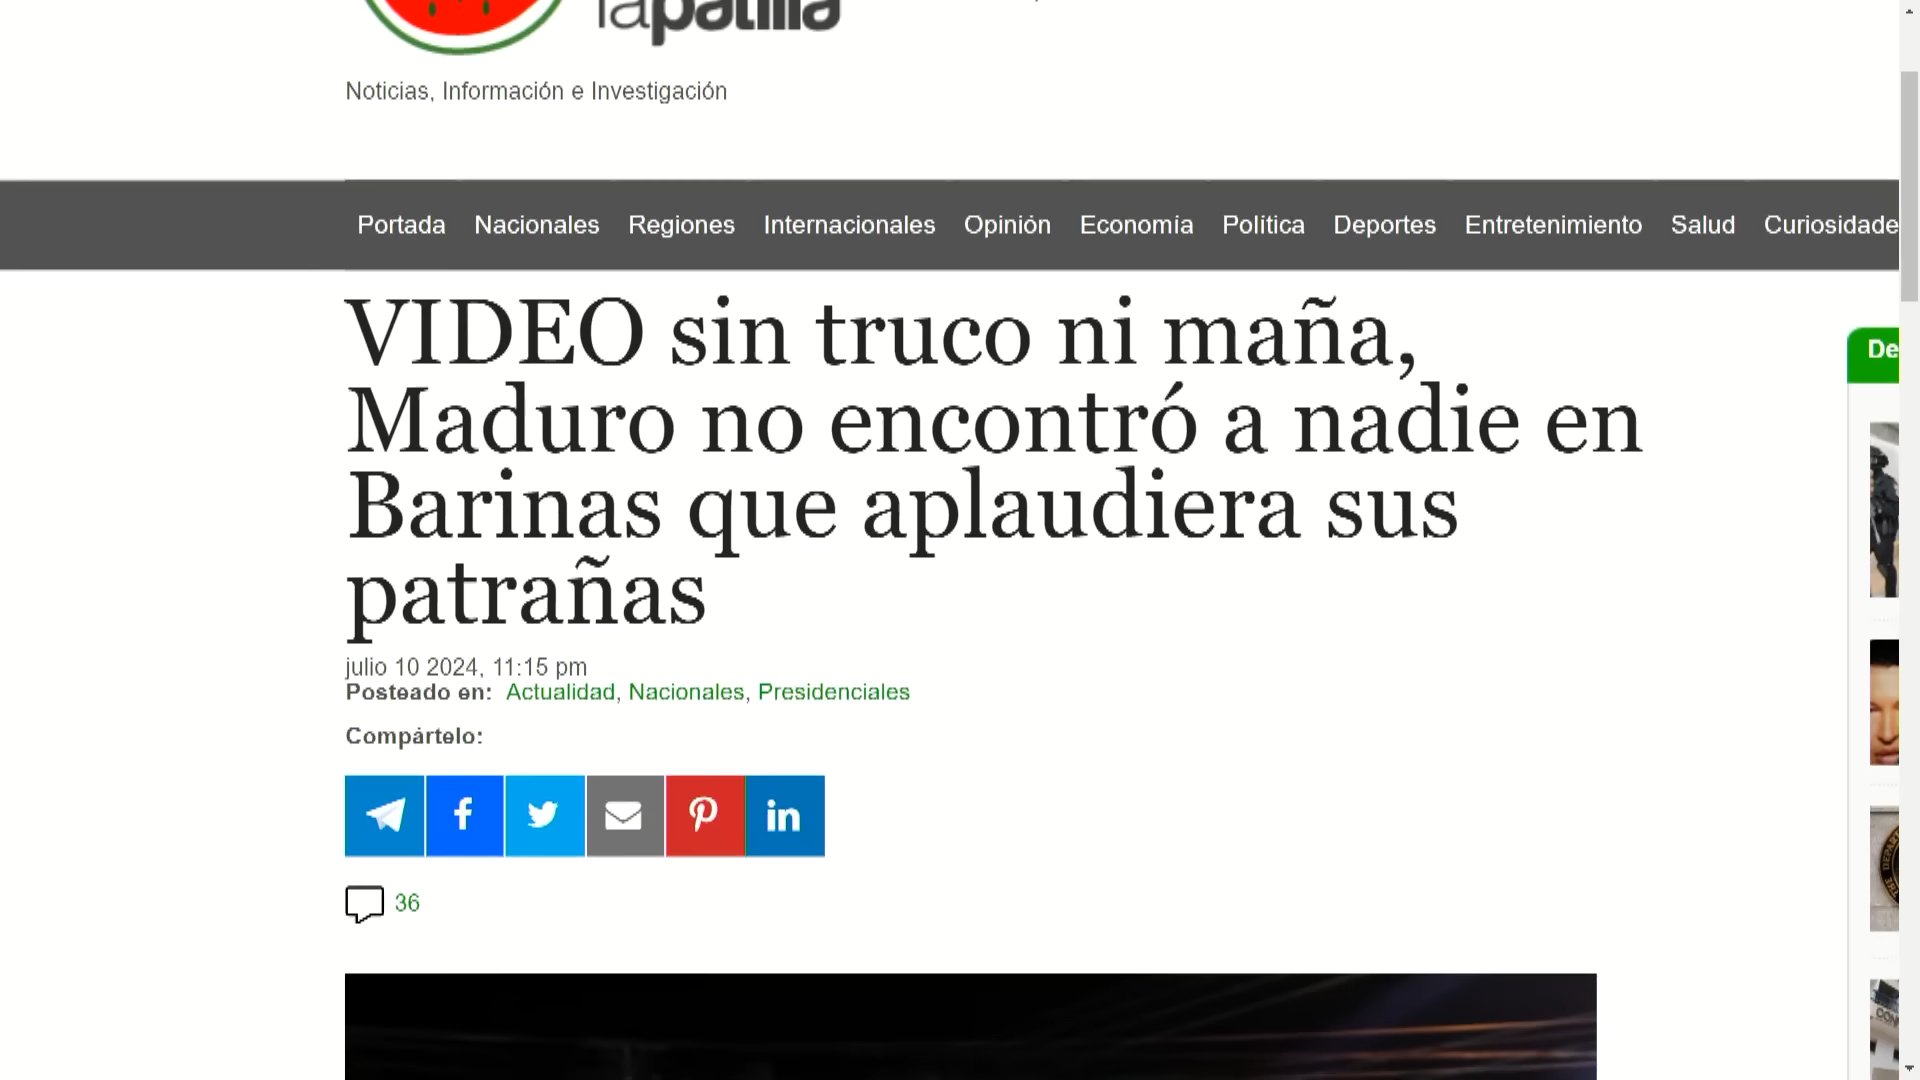 lapatilla
Noticias, Información e Investigación
Portada Nacionales Regiones Internacionales Opinión Economía Política Deportes Entretenimiento Salud Curiosidade
VIDEO sin truco ni maña,
Maduro no encontró a nadie en
Barinas que aplaudiera sus
patrañas
De
julio 10 2024, 11:15 pm
Posteado en: Actualidad, Nacionales, Presidenciales
Compártelo:
36